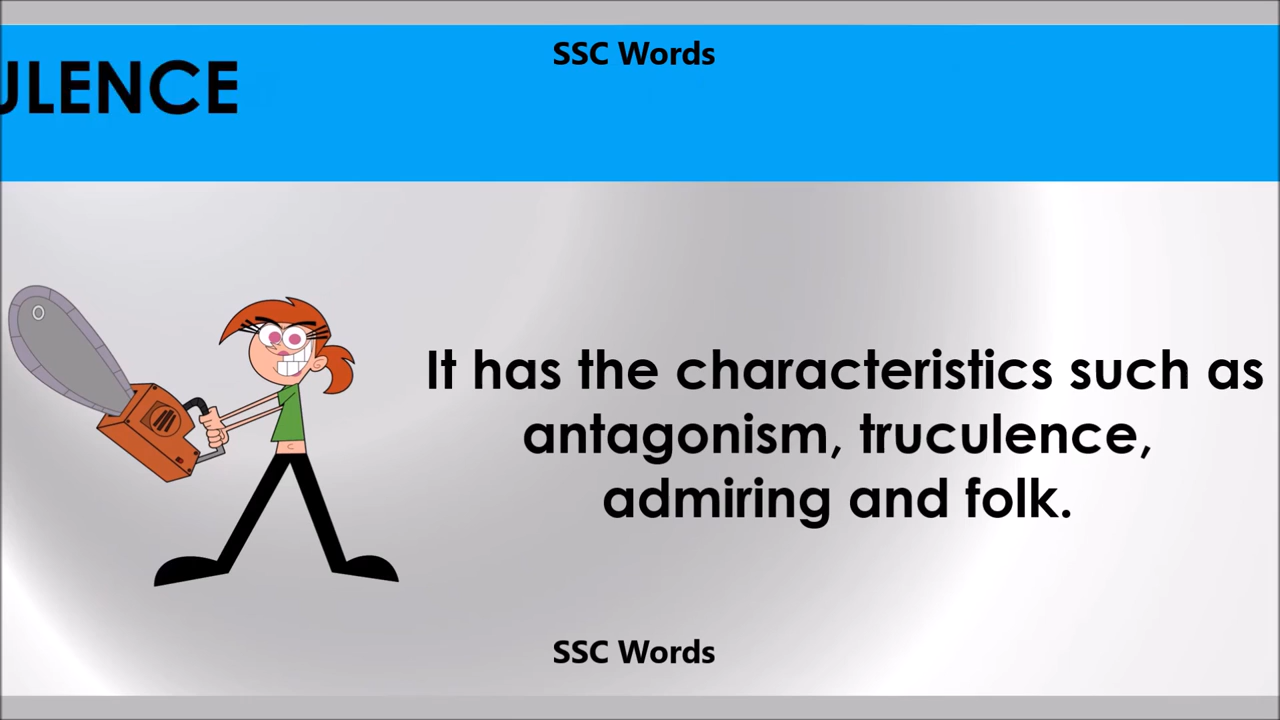 SSC Words
ULENCE
It has the characteristics such as
antagonism, truculence,
admiring and folk.
SSC Words